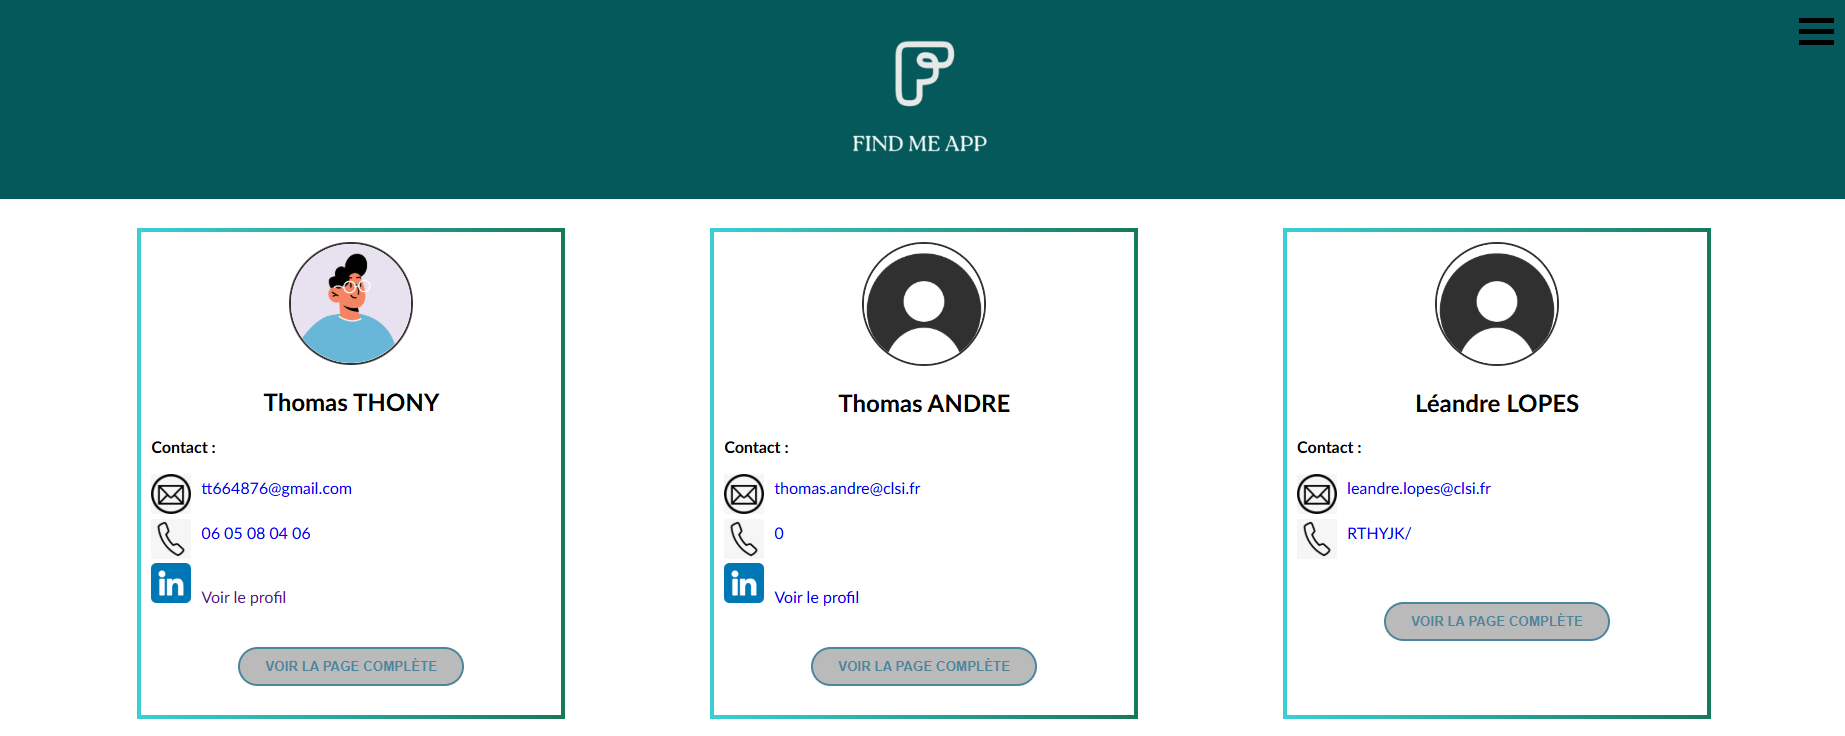 FIND ME APP
Thomas THONY
Contact :
tt664876@gmail.com
06 05 08 04 06
in
Voir le profil
VOIR LA PAGE COMPLÈTE
Thomas ANDRE
Contact :
thomas.andre@clsi.fr
0
in
Voir le profil
VOIR LA PAGE COMPLÈTE
Léandre LOPES
Contact :
leandre.lopes@clsi.fr
RTHYJK/
VOIR LA PAGE COMPLÈTE